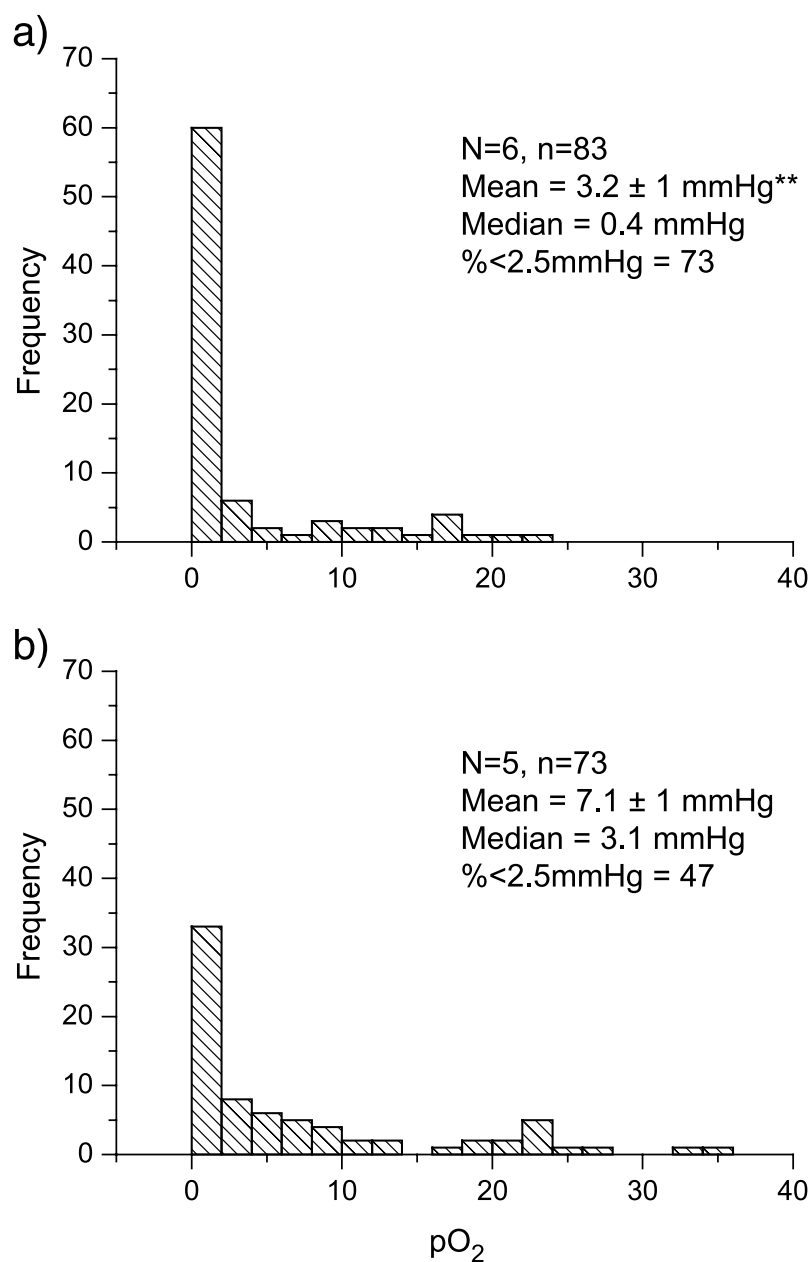 a)
70
60
50
40
30
20
10
0
Frequency
N=6, n=83
Mean = 3.2 ± 1 mmHg**
Median = 0.4 mmHg
%<2.5mmHg = 73
0 10 20 30 40
b)
70
60
50
40
30
20
10
0
Frequency
N=5, n=73
Mean = 7.1 ± 1 mmHg
Median = 3.1 mmHg
%<2.5mmHg = 47
0 10 20 30 40
pO₂